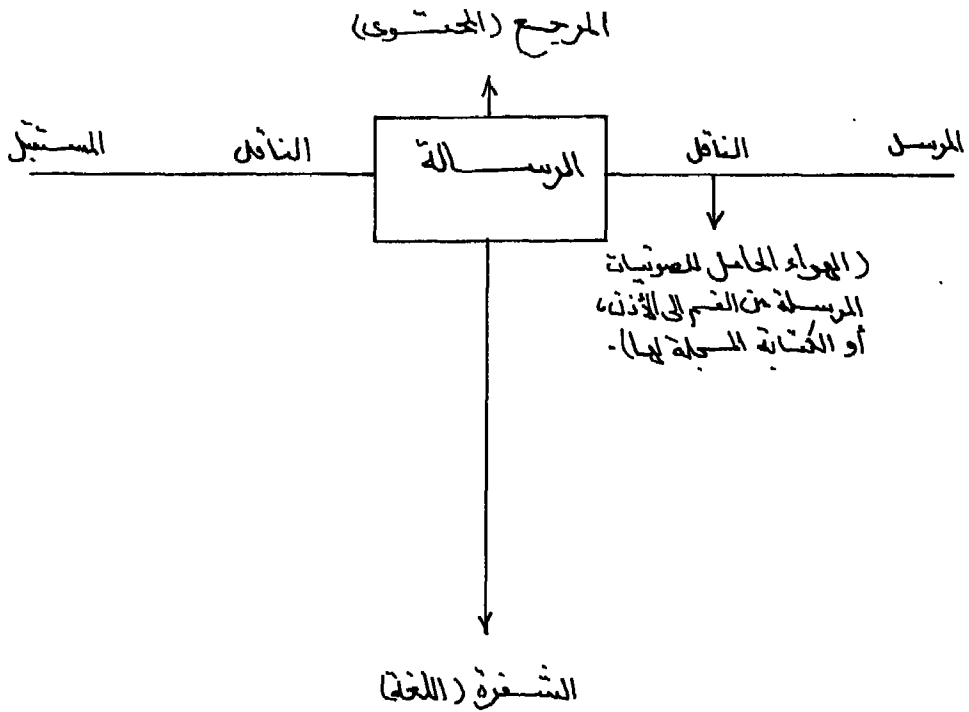 المرجع (المحتوى)
المرسل
الناقل
الرسالة
الناقل
المستقبل
(الهواء الحامل للصوتيات
المرسلة من الفم إلى الأذن،
أو الكتابة المسجلة لها).
الشفرة (اللغة)